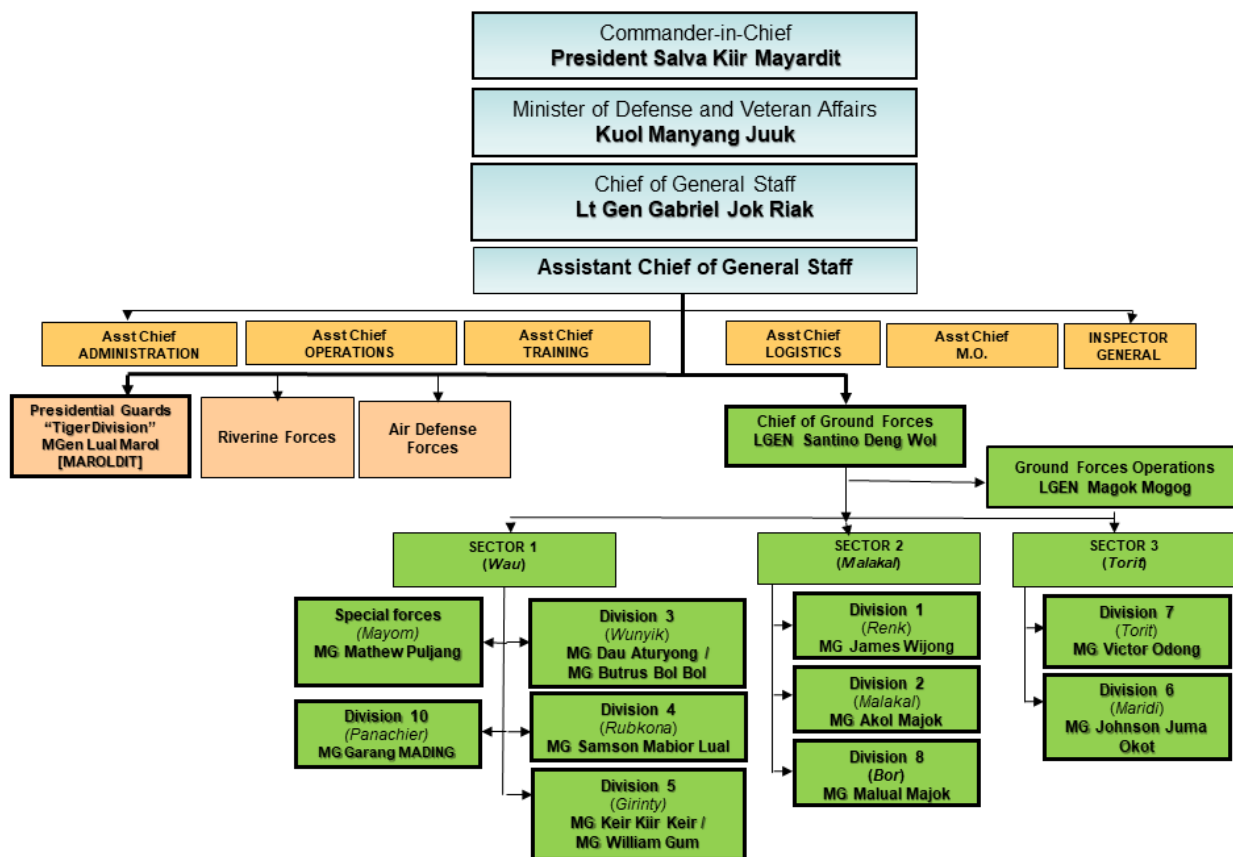 Commander-in-Chief
President Salva Kiir Mayardit
Minister of Defense and Veteran Affairs
Kuol Manyang Juuk
Chief of General Staff
Lt Gen Gabriel Jok Riak
Assistant Chief of General Staff
Asst Chief
ADMINISTRATION
Asst Chief
OPERATIONS
Asst Chief
TRAINING
Asst Chief
LOGISTICS
Asst Chief
M.O.
INSPECTOR
GENERAL
Presidential Guards
“Tiger Division”
MGen Lual Marol
[MAROLDIT]
Riverine Forces
Air Defense
Forces
Chief of Ground Forces
LGEN Santino Deng Wol
Ground Forces Operations
LGEN Magok Mogog
SECTOR 1
(Wau)
Special forces
(Mayom)
MG Mathew Puljang
Division 10
(Panachier)
MG Garang MADING
Division 3
(Wunyik)
MG Dau Aturyong /
MG Butrus Bol Bol
Division 4
(Rubkona)
MG Samson Mabior Lual
Division 5
(Girinty)
MG Keir Kiir Keir /
MG William Gum
SECTOR 2
(Malakal)
Division 1
(Renk)
MG James Wijong
Division 2
(Malakal)
MG Akol Majok
Division 8
(Bor)
MG Malual Majok
SECTOR 3
(Torit)
Division 7
(Torit)
MG Victor Odong
Division 6
(Maridi)
MG Johnson Juma
Okot